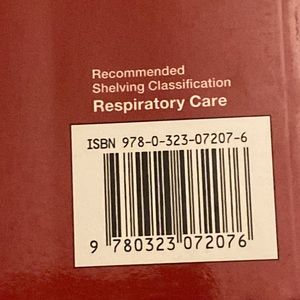 Recommended
Shelving Classification
Respiratory Care
ISBN 978-0-323-07207-6
9 780323 072076